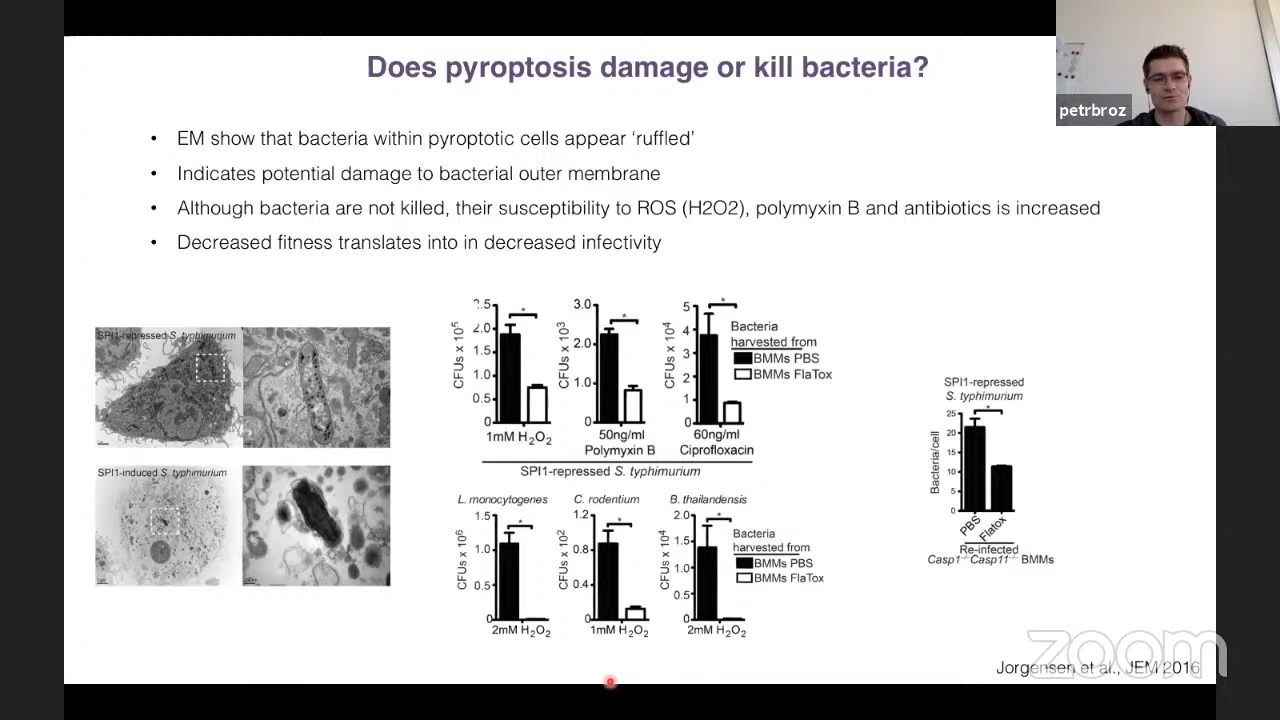 Does pyroptosis damage or kill bacteria?
petrbroz
• EM show that bacteria within pyroptotic cells appear ‘ruffled’
• Indicates potential damage to bacterial outer membrane
• Although bacteria are not killed, their susceptibility to ROS (H2O2), polymyxin B and antibiotics is increased
• Decreased fitness translates into in decreased infectivity
SPI1-repressed S. typhimurium
SPI1-induced S. typhimurium
CFUs x 10⁵
2.0
1.5
1.0
0.5
0
*
1mM H₂O₂
CFUs x 10³
3.0
2.0
1.0
0
*
50ng/ml
Polymyxin B
CFUs x 10⁴
5
4
3
2
1
0
*
60ng/ml
Ciprofloxacin
Bacteria
harvested from
BMMs PBS
BMMs FlaTox
SPI1-repressed S. typhimurium
L. monocytogenes
CFUs x 10⁶
1.5
1.0
0.5
0
*
2mM H₂O₂
C. rodentium
CFUs x 10²
1.2
0.8
0.4
0
*
1mM H₂O₂
B. thailandensis
CFUs x 10⁴
2.0
1.5
1.0
0.5
0
*
2mM H₂O₂
Bacteria
harvested from
BMMs PBS
BMMs FlaTox
SPI1-repressed
S. typhimurium
Bacteria/cell
25
20
15
10
5
0
*
PBS
Flatox
Re-infected
Casp1⁻ Casp11⁻ BMMs
Jorgensen et al., JEM 2016
zoom